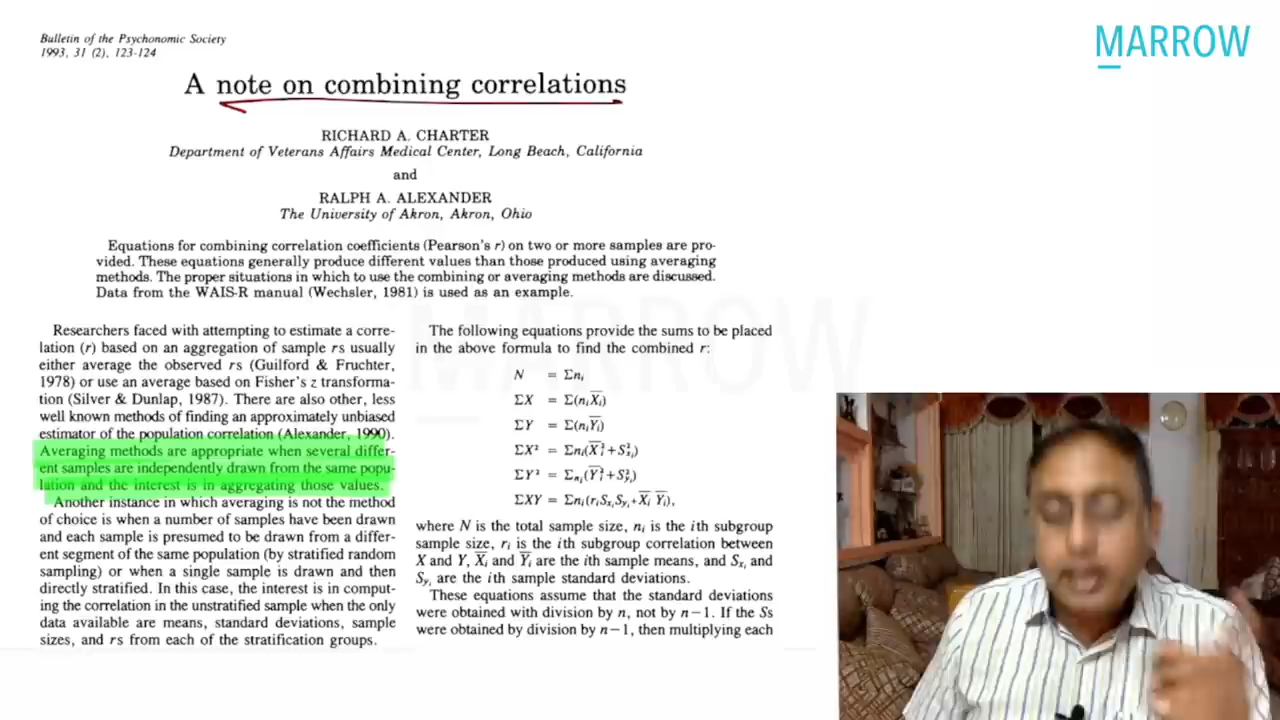 Bulletin of the Psychonomic Society
1993, 31 (2), 123-124
MARROW
A note on combining correlations
RICHARD A. CHARTER
Department of Veterans Affairs Medical Center, Long Beach, California
and
RALPH A. ALEXANDER
The University of Akron, Akron, Ohio
Equations for combining correlation coefficients (Pearson's r) on two or more samples are pro-
vided. These equations generally produce different values than those produced using averaging
methods. The proper situations in which to use the combining or averaging methods are discussed.
Data from the WAIS-R manual (Wechsler, 1981) is used as an example.
Researchers faced with attempting to estimate a corre-
lation (r) based on an aggregation of sample rs usually
either average the observed rs (Guilford & Fruchter,
1978) or use an average based on Fisher's z transforma-
tion (Silver & Dunlap, 1987). There are also other, less
well known methods of finding an approximately unbiased
estimator of the population correlation (Alexander, 1990).
Averaging methods are appropriate when several differ-
ent samples are independently drawn from the same popu-
lation and the interest is in aggregating those values.
Another instance in which averaging is not the method
of choice is when a number of samples have been drawn
and each sample is presumed to be drawn from a differ-
ent segment of the same population (by stratified random
sampling) or when a single sample is drawn and then
directly stratified. In this case, the interest is in comput-
ing the correlation in the unstratified sample when the only
data available are means, standard deviations, sample
sizes, and rs from each of the stratification groups.
The following equations provide the sums to be placed
in the above formula to find the combined r:
N = Σnᵢ
ΣX = Σ(nᵢX̅ᵢ)
ΣY = Σ(nᵢY̅ᵢ)
ΣX² = Σnᵢ(X̅ᵢ²+S²ₓᵢ)
ΣY² = Σnᵢ(Y̅ᵢ²+S²yᵢ)
ΣXY = Σnᵢ(rᵢSₓᵢSyᵢ+X̅ᵢ Y̅ᵢ),
where N is the total sample size, nᵢ is the ith subgroup
sample size, rᵢ is the ith subgroup correlation between
X and Y, X̅ᵢ and Y̅ᵢ are the ith sample means, and Sₓᵢ and
Syᵢ are the ith sample standard deviations.
These equations assume that the standard deviations
were obtained with division by n, not by n−1. If the Ss
were obtained by division by n−1, then multiplying each
MARROW